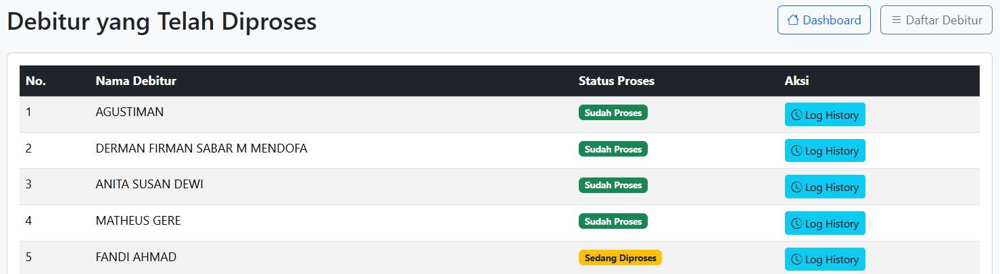 Debitur yang Telah Diproses Dashboard Daftar Debitur
No. Nama Debitur Status Proses Aksi
1 AGUSTIMAN Sudah Proses Log History
2 DERMAN FIRMAN SABAR M MENDOFA Sudah Proses Log History
3 ANITA SUSAN DEWI Sudah Proses Log History
4 MATHEUS GERE Sudah Proses Log History
5 FANDI AHMAD Sedang Diproses Log History